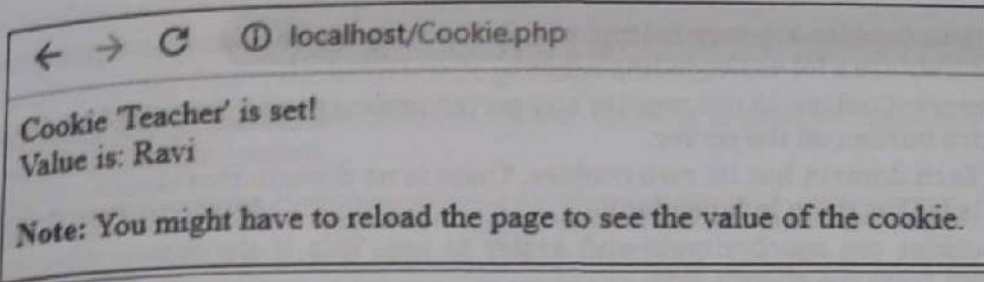 localhost/Cookie.php
Cookie 'Teacher' is set!
Value is: Ravi
Note: You might have to reload the page to see the value of the cookie.